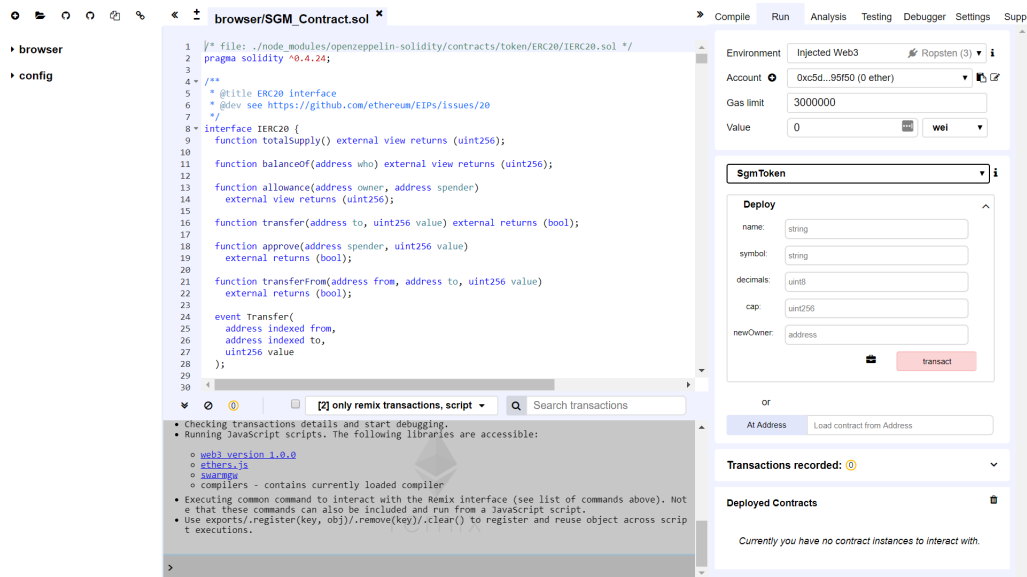 browser/SGM_Contract.sol
Compile Run Analysis Testing Debugger Settings Supp
browser
config
1 /* file: ./node_modules/openzeppelin-solidity/contracts/token/ERC20/IERC20.sol */
2 pragma solidity ^0.4.24;
3
4 /**
5 * @title ERC20 interface
6 * @dev see https://github.com/ethereum/EIPs/issues/20
7 */
8 interface IERC20 {
9 function totalSupply() external view returns (uint256);
10
11 function balanceOf(address who) external view returns (uint256);
12
13 function allowance(address owner, address spender)
14 external view returns (uint256);
15
16 function transfer(address to, uint256 value) external returns (bool);
17
18 function approve(address spender, uint256 value)
19 external returns (bool);
20
21 function transferFrom(address from, address to, uint256 value)
22 external returns (bool);
23
24 event Transfer(
25 address indexed from,
26 address indexed to,
27 uint256 value
28 );
29
30
0 [2] only remix transactions, script Search transactions
Checking transactions details and start debugging.
Running JavaScript scripts. The following libraries are accessible:
web3 version 1.0.0
ethers.js
swarmgw
compilers - contains currently loaded compiler
Executing common command to interact with the Remix interface (see list of commands above). Not
e that these commands can also be included and run from a JavaScript script.
Use exports/.register(key, obj)/.remove(key)/.clear() to register and reuse object across scrip
t executions.
remix
>
Environment Injected Web3 Ropsten (3) i
Account 0xc5d...95f50 (0 ether)
Gas limit 3000000
Value 0 wei
SgmToken i
Deploy
name: string
symbol: string
decimals: uint8
cap: uint256
newOwner: address
transact
or
At Address Load contract from Address
Transactions recorded: 0
Deployed Contracts
Currently you have no contract instances to interact with.